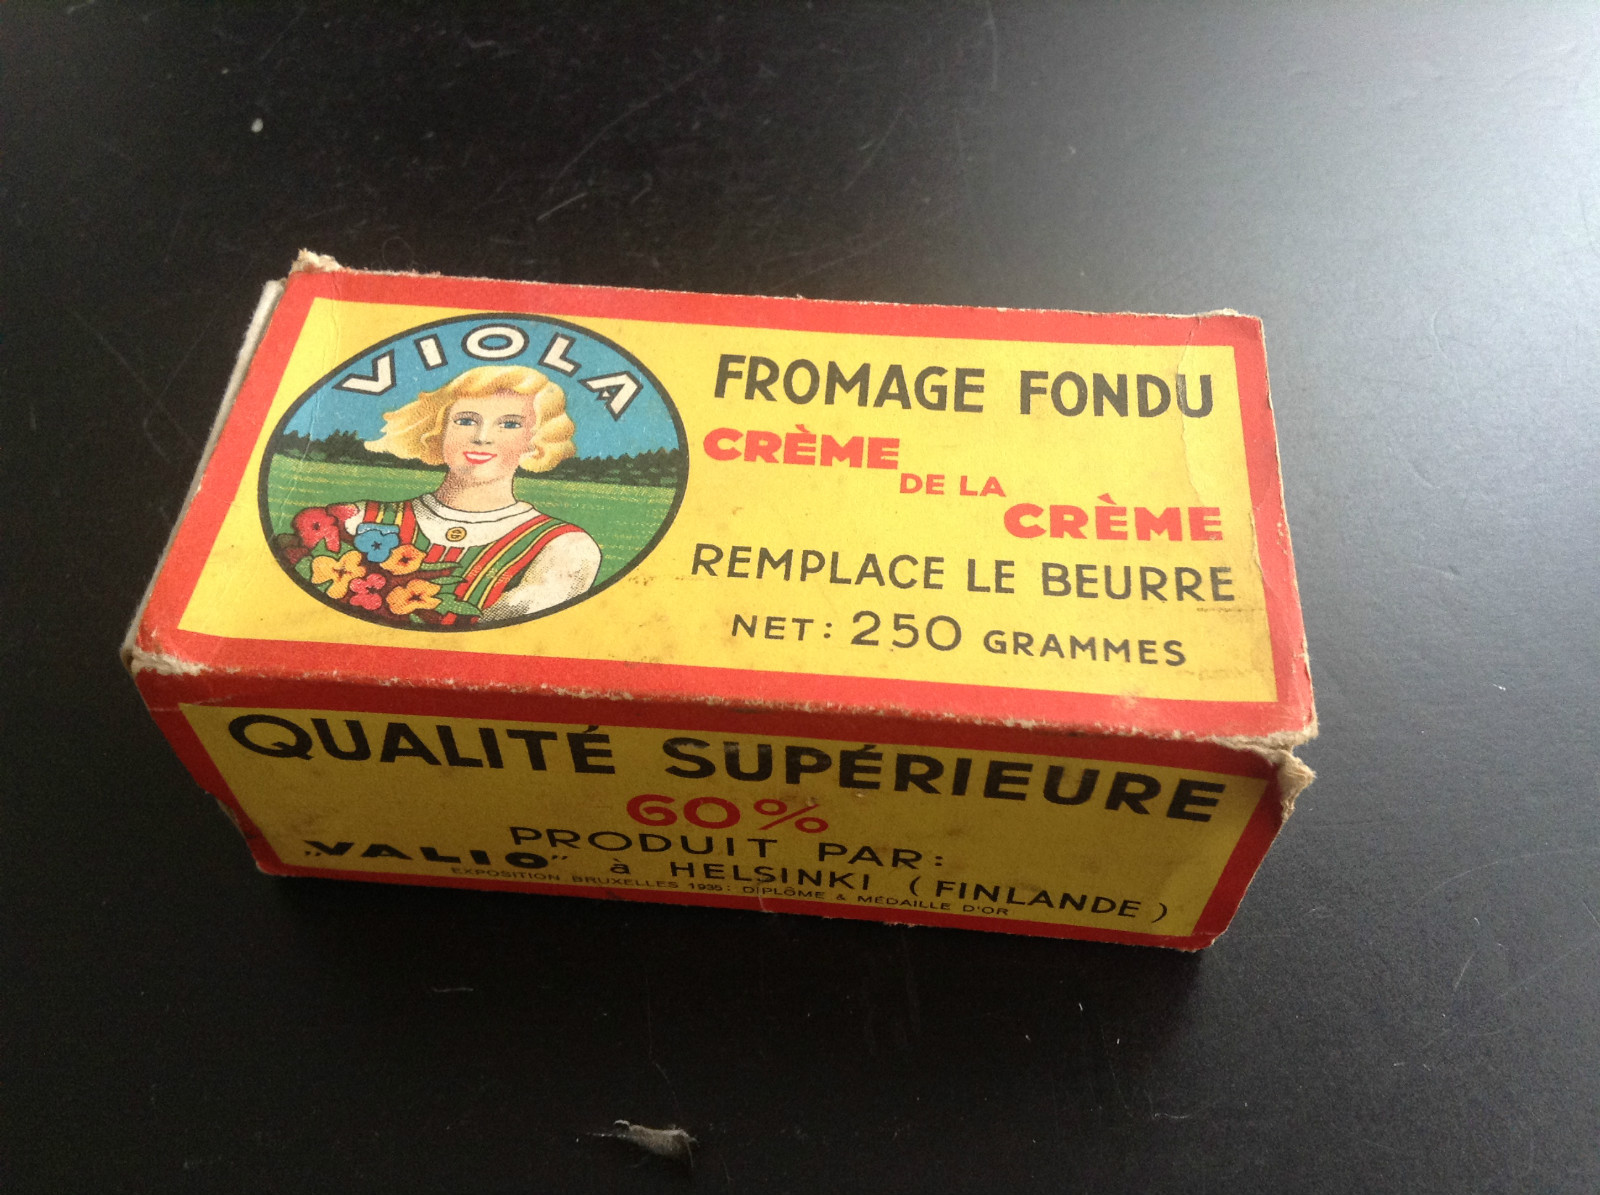 VIOLA
FROMAGE FONDU
CRÈME
DE LA
CRÈME
REMPLACE LE BEURRE
NET: 250 GRAMMES
QUALITÉ SUPÉRIEURE
60%
PRODUIT PAR:
„VALIO” à HELSINKI (FINLANDE)
EXPOSITION BRUXELLES 1935: DIPLÔME & MÉDAILLE D'OR